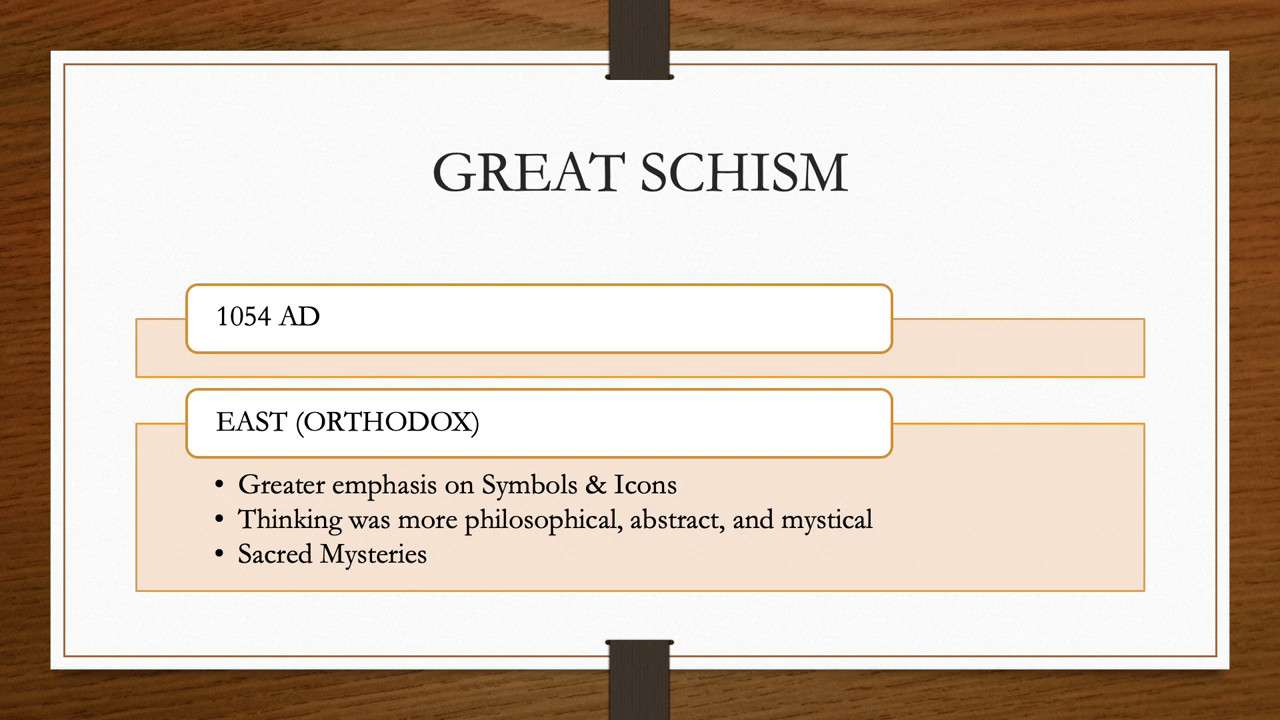 GREAT SCHISM
1054 AD
EAST (ORTHODOX)
• Greater emphasis on Symbols & Icons
• Thinking was more philosophical, abstract, and mystical
• Sacred Mysteries